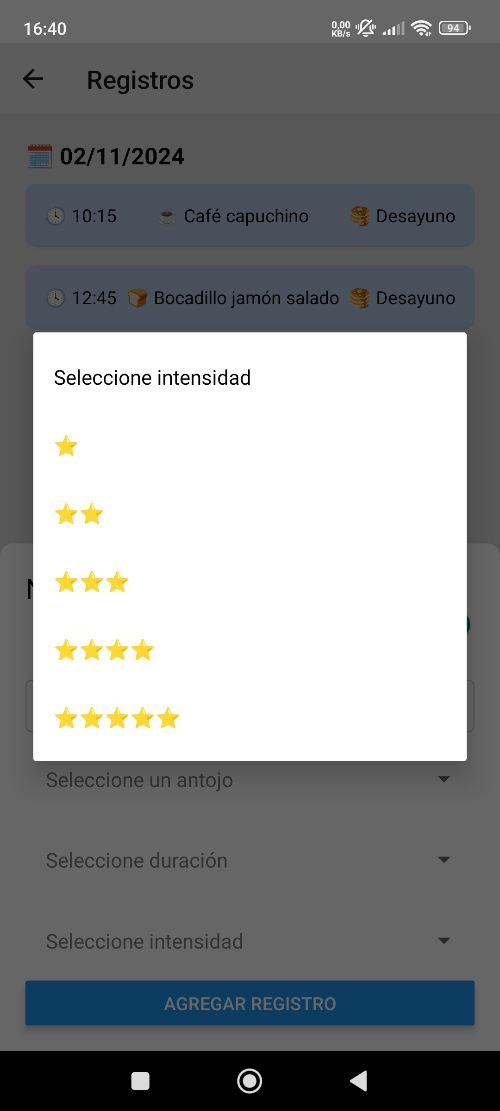 16:40
0,00 KB/s
94
Registros
02/11/2024
10:15 Café capuchino Desayuno
12:45 Bocadillo jamón salado Desayuno
Seleccione intensidad
Seleccione un antojo
Seleccione duración
Seleccione intensidad
AGREGAR REGISTRO